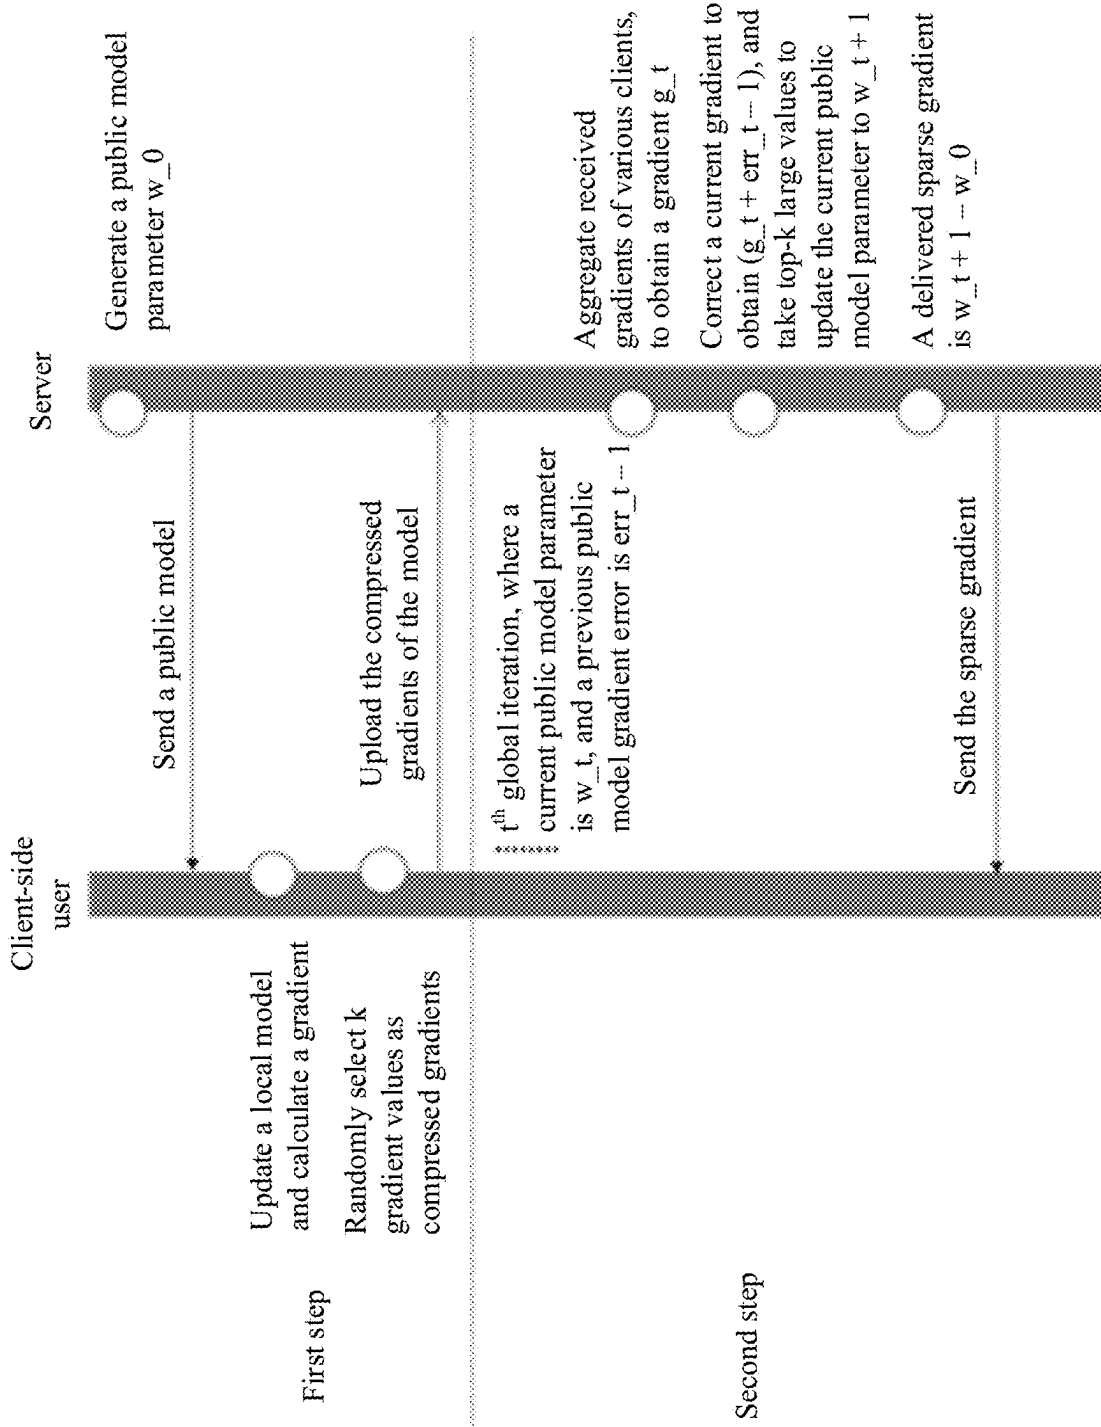 Client-side
user
Server
Generate a public model
parameter w_0
Send a public model
First step
Update a local model
and calculate a gradient
Randomly select k
gradient values as
compressed gradients
Upload the compressed
gradients of the model
t^th global iteration, where a
current public model parameter
is w_t, and a previous public
model gradient error is err_t – 1
Second step
Aggregate received
gradients of various clients,
to obtain a gradient g_t
Correct a current gradient to
obtain (g_t + err_t – 1), and
take top-k large values to
update the current public
model parameter to w_t + 1
A delivered sparse gradient
is w_t + 1 – w_0
Send the sparse gradient